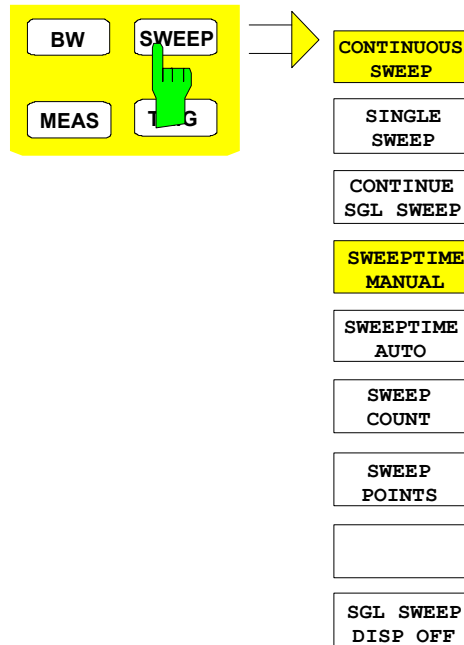 BW
SWEEP
MEAS
CONTINUOUS
SWEEP
SINGLE
SWEEP
CONTINUE
SGL SWEEP
SWEEPTIME
MANUAL
SWEEPTIME
AUTO
SWEEP
COUNT
SWEEP
POINTS
SGL SWEEP
DISP OFF